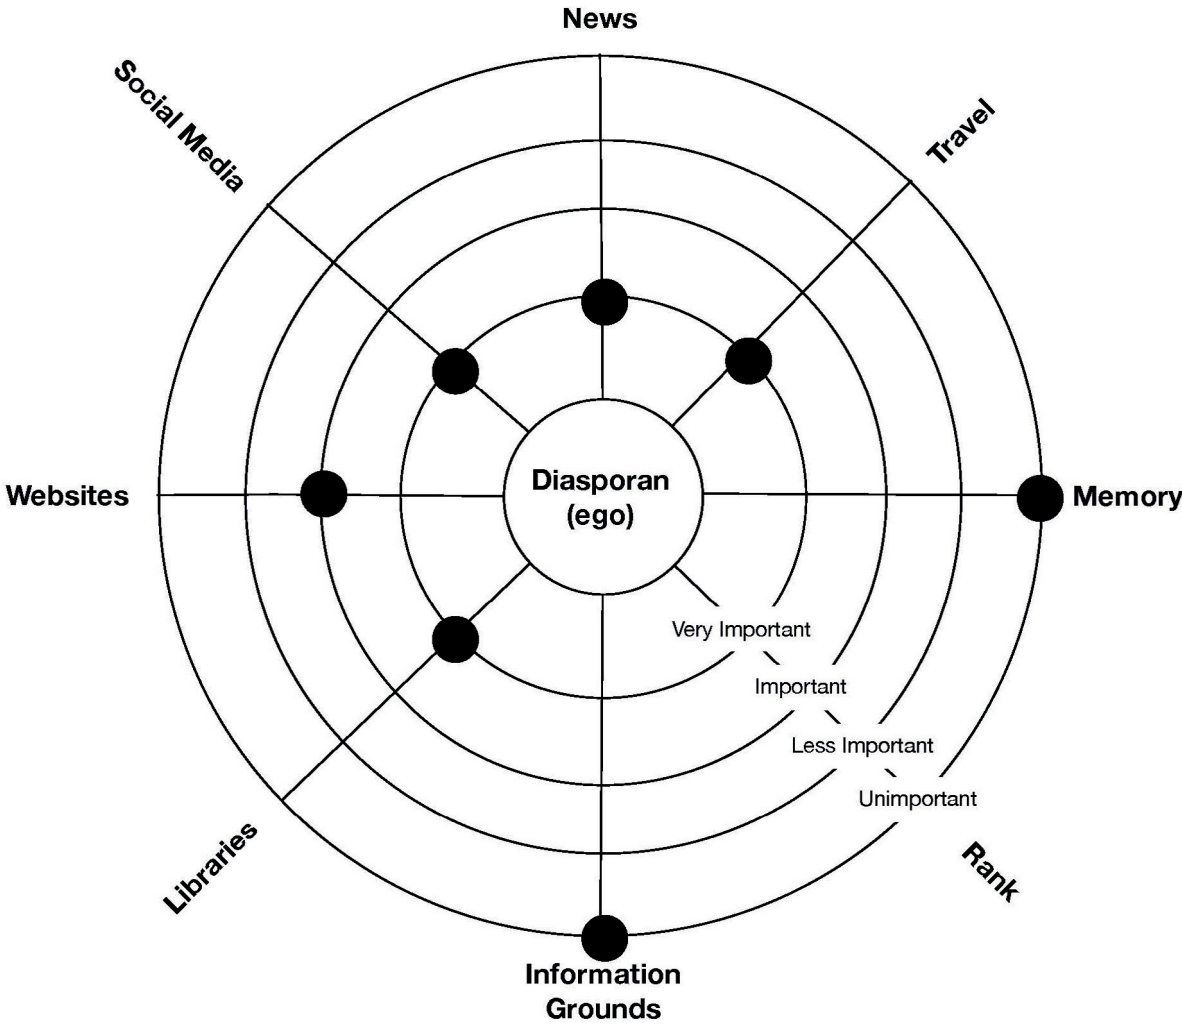 News
Social Media
Travel
Diasporan
(ego)
Websites
Memory
Very Important
Important
Less Important
Unimportant
Libraries
Rank
Information
Grounds